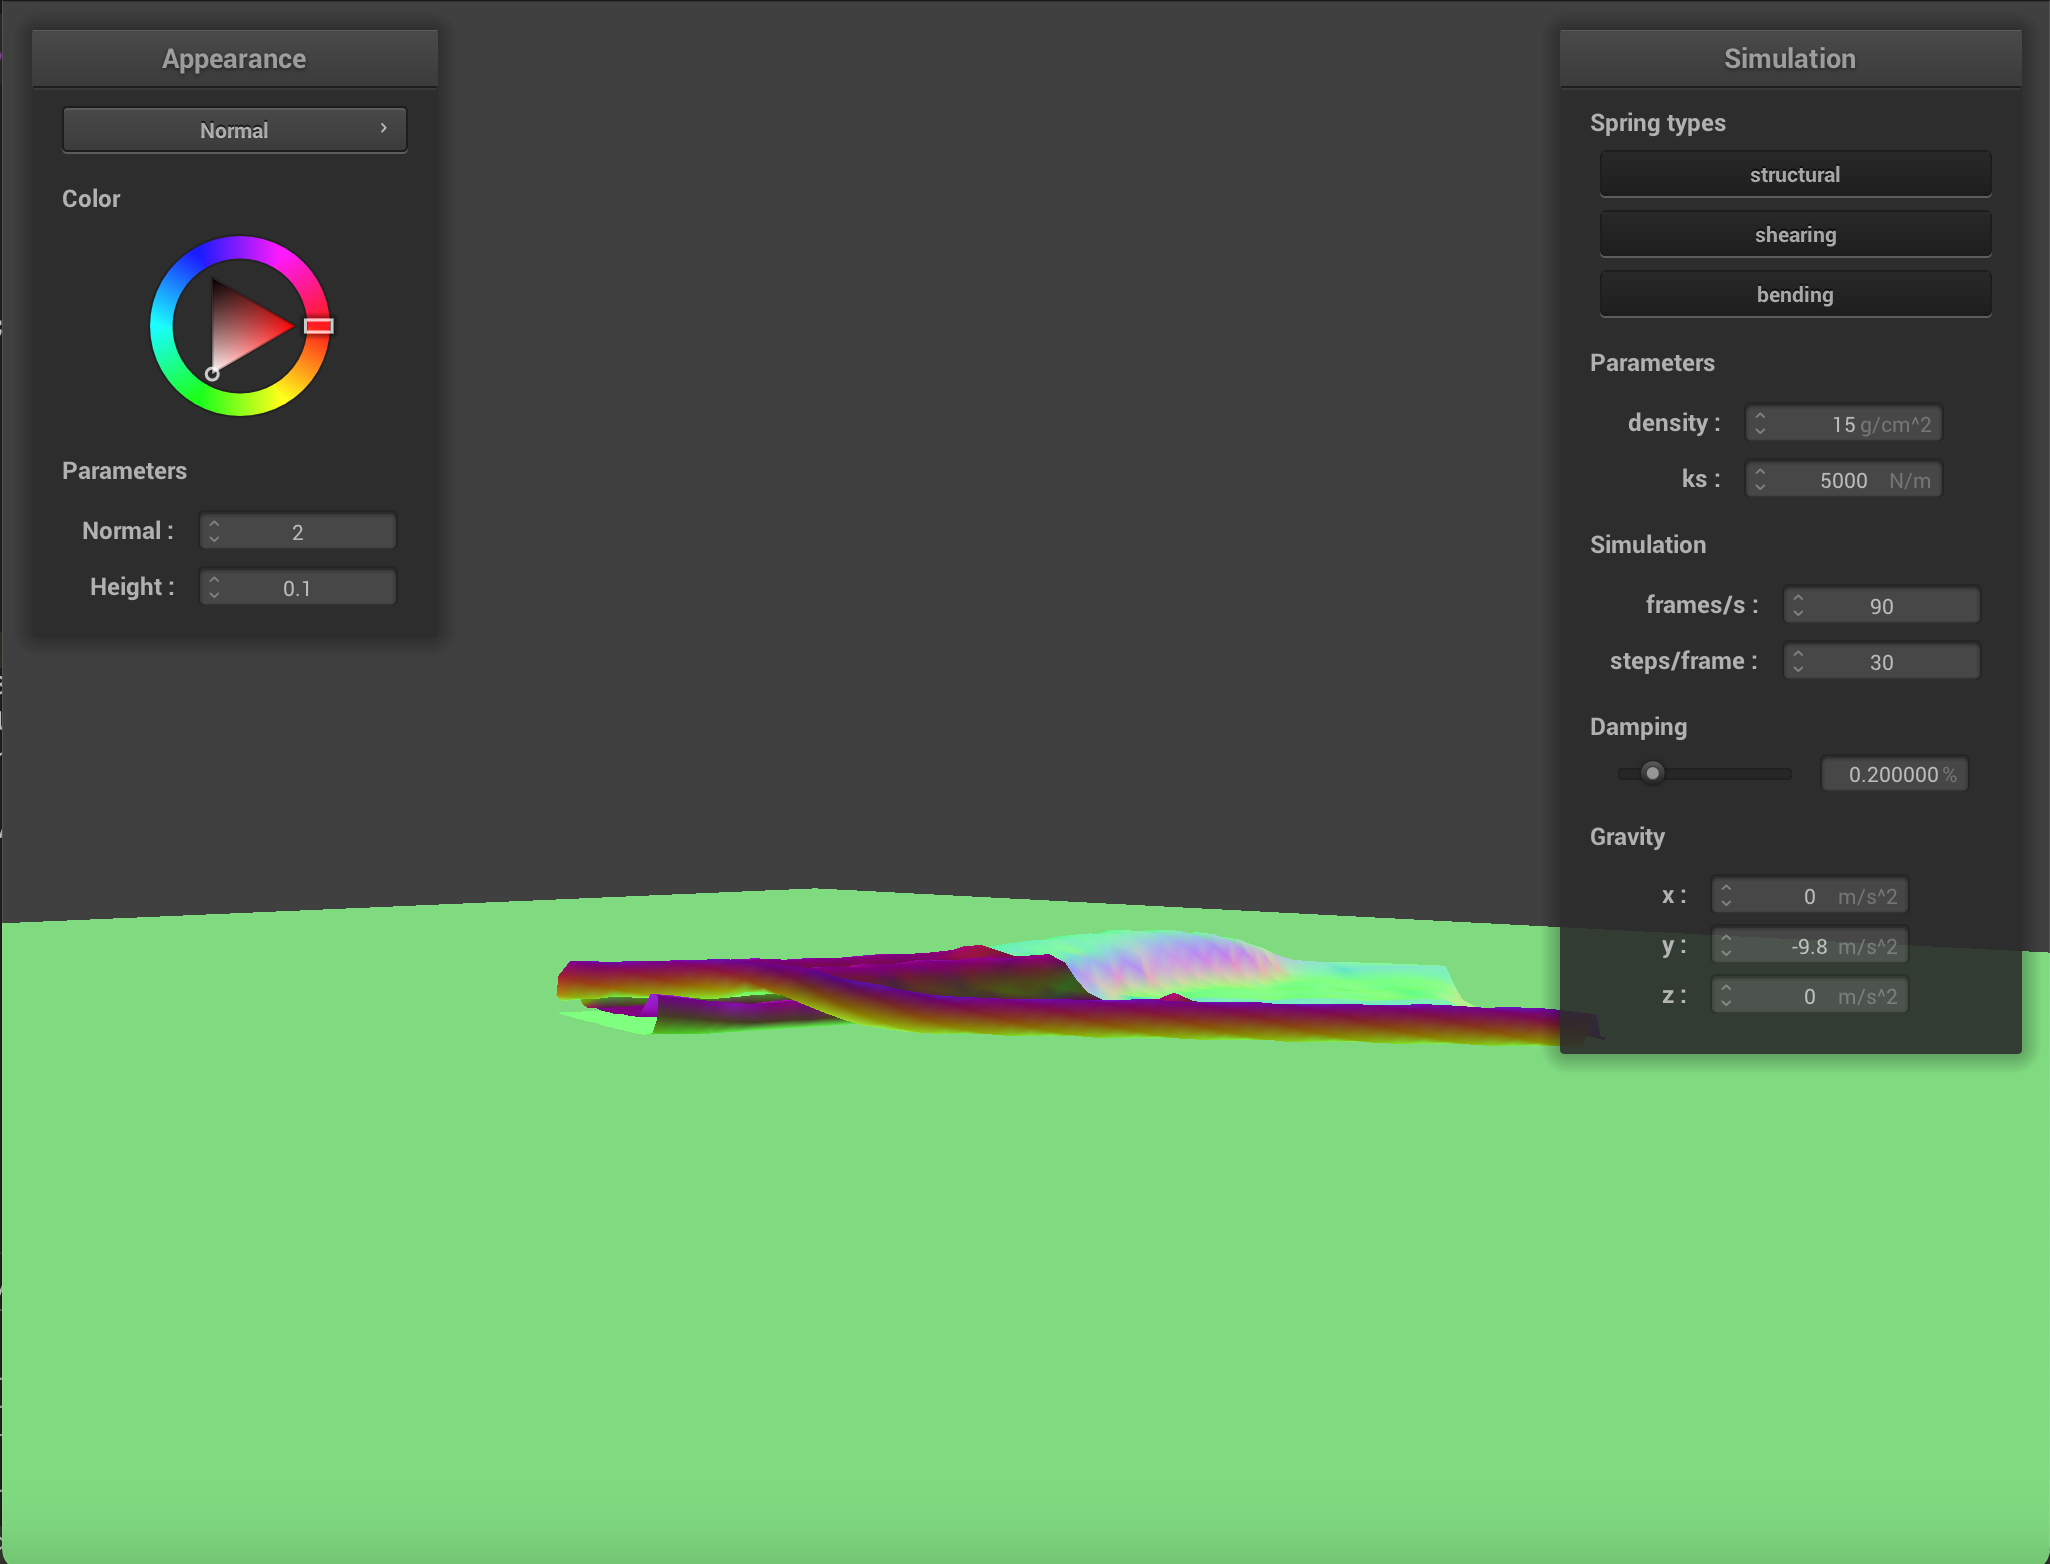 Appearance
Normal
Color
Parameters
Normal : 2
Height : 0.1
Simulation
Spring types
structural
shearing
bending
Parameters
density : 15 g/cm^2
ks : 5000 N/m
Simulation
frames/s : 90
steps/frame : 30
Damping
0.200000 %
Gravity
x : 0 m/s^2
y : -9.8 m/s^2
z : 0 m/s^2